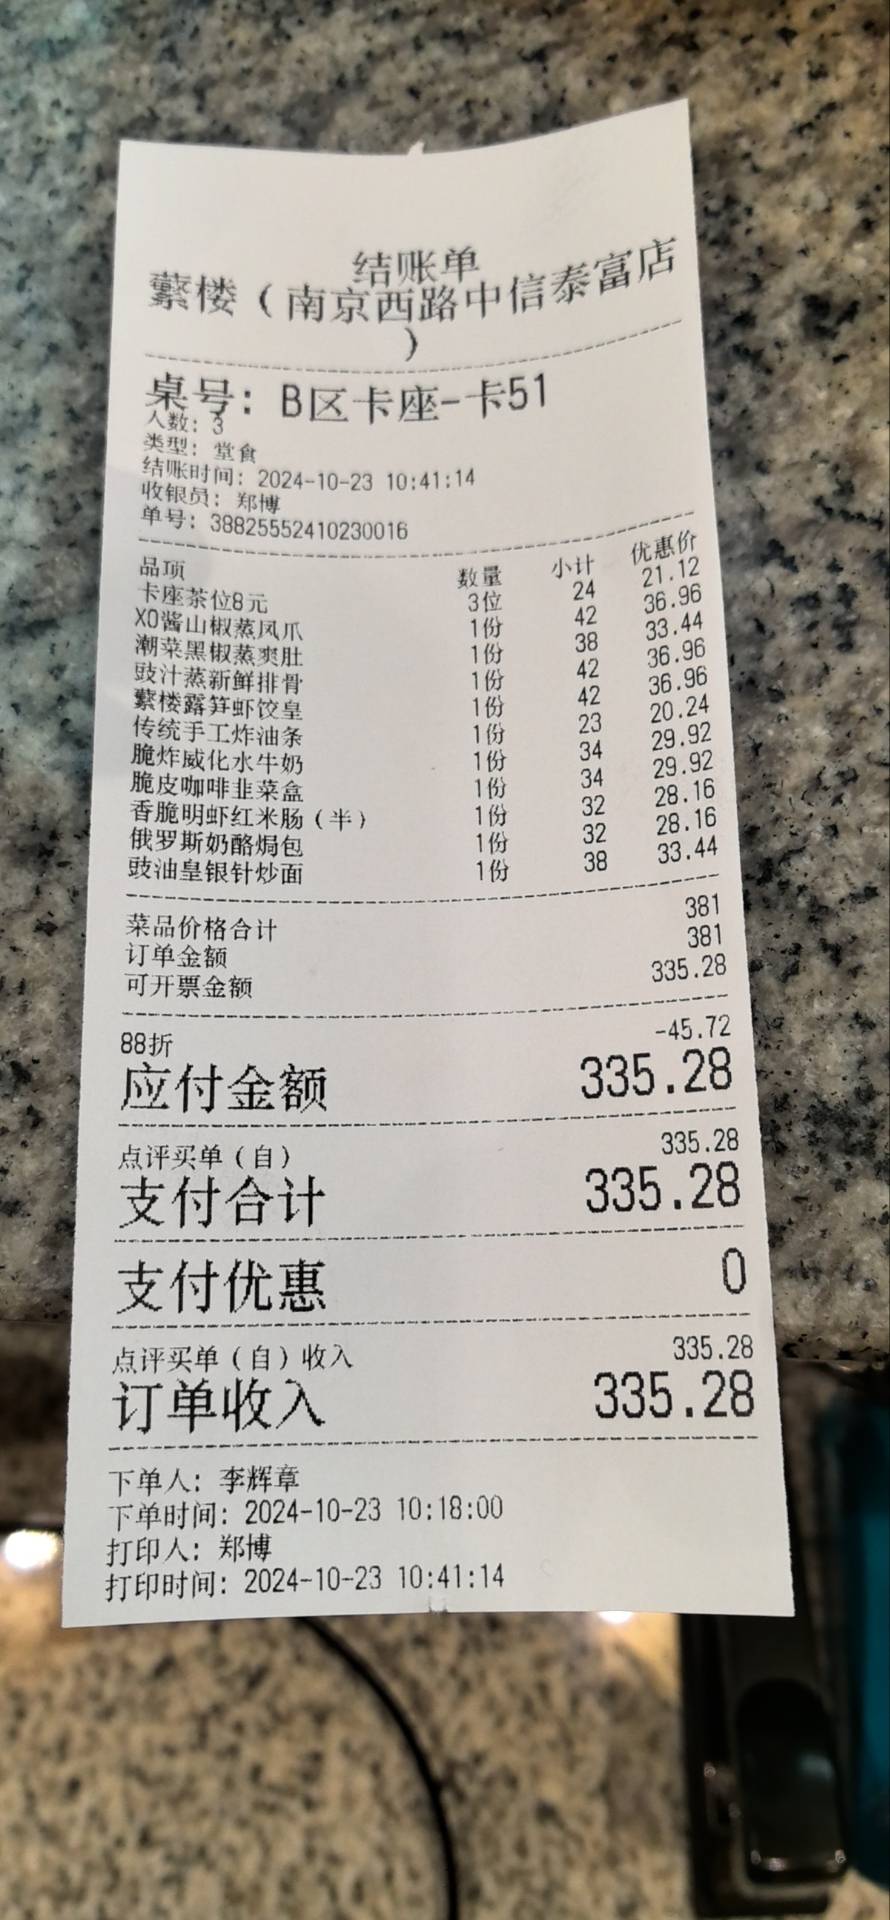 结账单
蘩楼（南京西路中信泰富店
）
桌号：B区卡座-卡51
人数：3
类型：堂食
结账时间：2024-10-23 10:41:14
收银员：郑博
单号：38825552410230016
品项 数量 小计 优惠价
卡座茶位8元 3位 24 21.12
XO酱山椒蒸凤爪 1份 42 36.96
潮菜黑椒蒸爽肚 1份 38 33.44
豉汁蒸新鲜排骨 1份 42 36.96
蘩楼露笋虾饺皇 1份 42 36.96
传统手工炸油条 1份 23 20.24
脆炸威化水牛奶 1份 34 29.92
脆皮咖啡韭菜盒 1份 34 29.92
香脆明虾红米肠（半） 1份 32 28.16
俄罗斯奶酪焗包 1份 32 28.16
豉油皇银针炒面 1份 38 33.44
菜品价格合计 381
订单金额 381
可开票金额 335.28
88折 -45.72
应付金额 335.28
点评买单（自） 335.28
支付合计 335.28
支付优惠 0
点评买单（自）收入 335.28
订单收入 335.28
下单人：李辉章
下单时间：2024-10-23 10:18:00
打印人：郑博
打印时间：2024-10-23 10:41:14